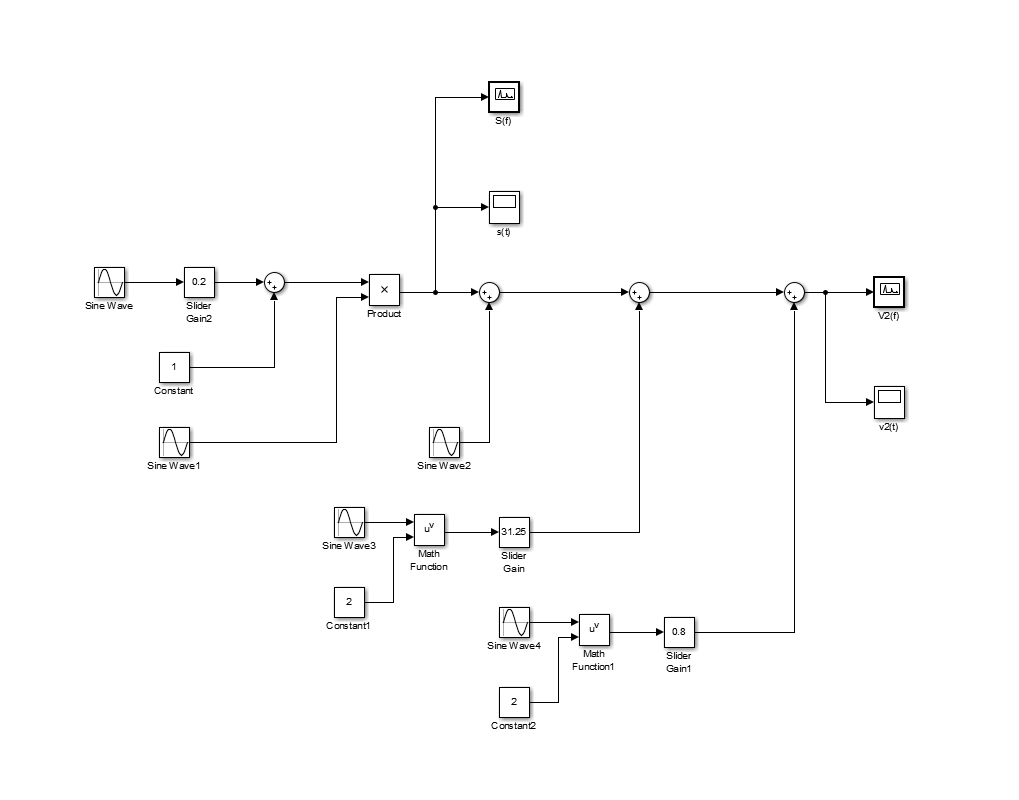 S(f)
s(t)
Sine Wave
0.2
Slider
Gain2
+
+
×
Product
1
Constant
Sine Wave1
+
+
Sine Wave2
+
+
+
+
V2(f)
v2(t)
Sine Wave3
u^v
Math
Function
31.25
Slider
Gain
2
Constant1
Sine Wave4
u^v
Math
Function1
0.8
Slider
Gain1
2
Constant2